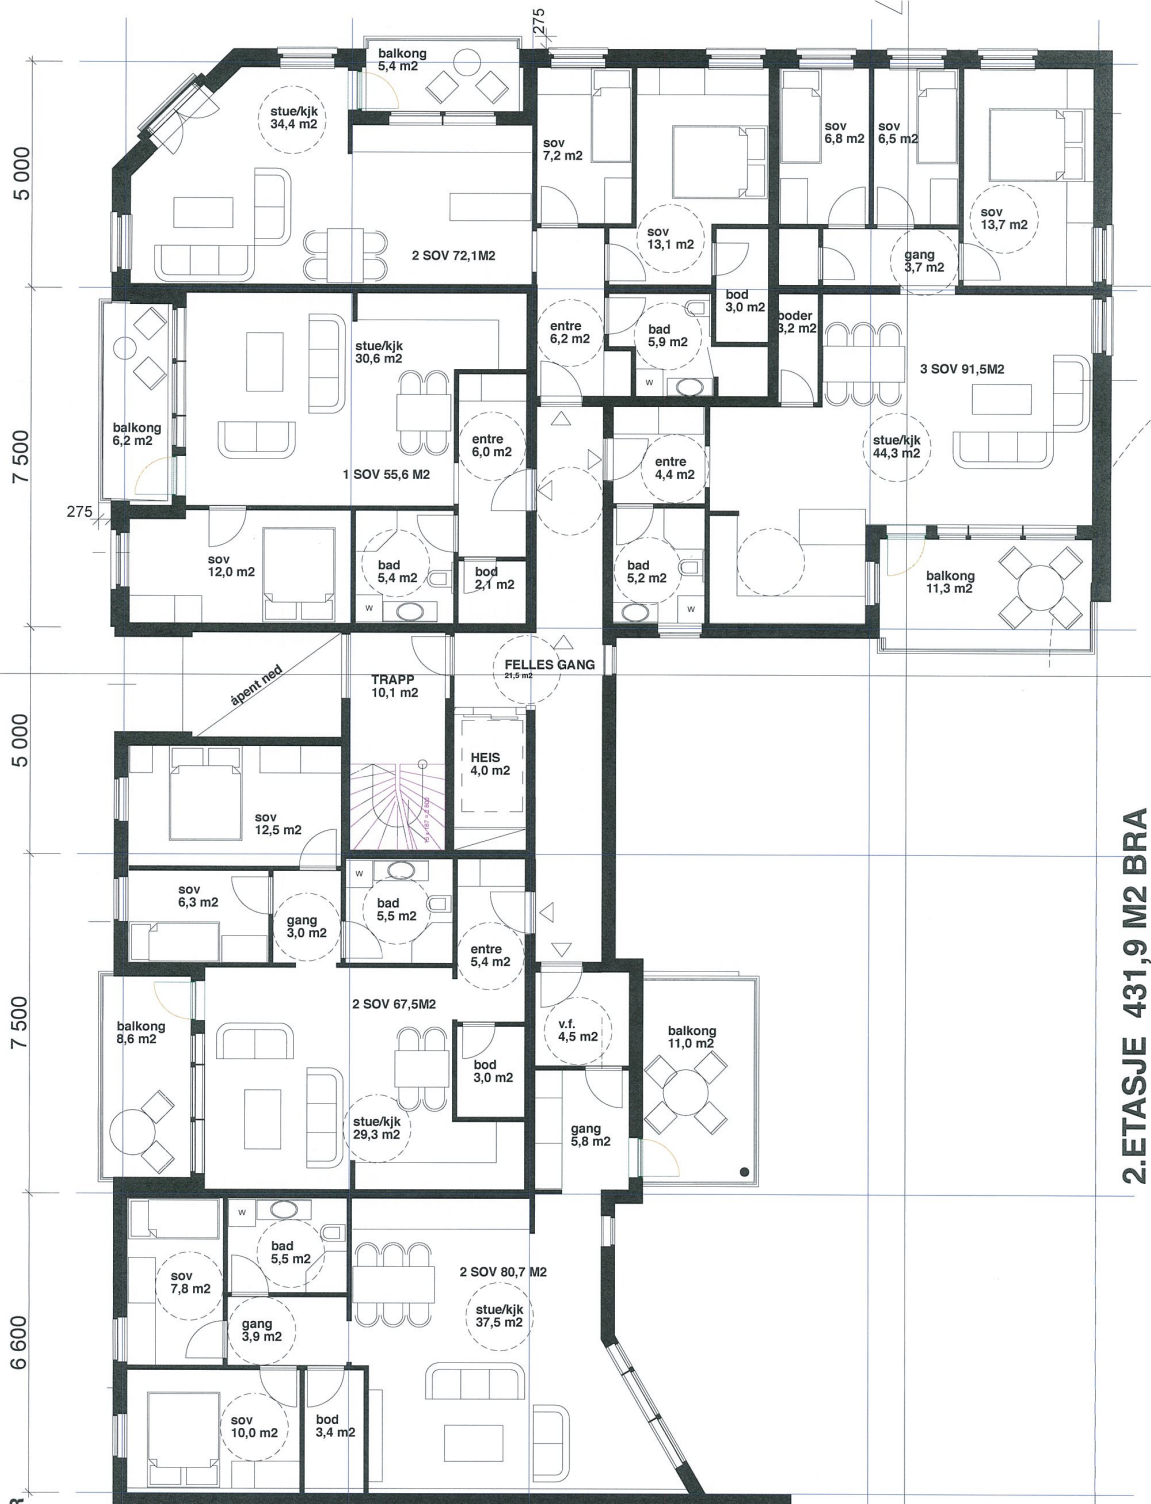 275
balkong
5,4 m2
stue/kjk
34,4 m2
5 000
2 SOV 72,1M2
sov
7,2 m2
sov
13,1 m2
sov
6,8 m2
sov
6,5 m2
sov
13,7 m2
gang
3,7 m2
bod
3,0 m2
boder
3,2 m2
entre
6,2 m2
bad
5,9 m2
W
3 SOV 91,5M2
stue/kjk
44,3 m2
stue/kjk
30,6 m2
balkong
6,2 m2
7 500
entre
6,0 m2
1 SOV 55,6 M2
entre
4,4 m2
275
sov
12,0 m2
bad
5,4 m2
W
bod
2,1 m2
bad
5,2 m2
W
balkong
11,3 m2
åpent ned
TRAPP
10,1 m2
FELLES GANG
21,5 m2
5 000
HEIS
4,0 m2
sov
12,5 m2
sov
6,3 m2
gang
3,0 m2
W
bad
5,5 m2
entre
5,4 m2
2 SOV 67,5M2
7 500
balkong
8,6 m2
v.f.
4,5 m2
balkong
11,0 m2
bod
3,0 m2
stue/kjk
29,3 m2
gang
5,8 m2
2.ETASJE 431,9 M2 BRA
W
bad
5,5 m2
sov
7,8 m2
2 SOV 80,7 M2
stue/kjk
37,5 m2
gang
3,9 m2
6 600
sov
10,0 m2
bod
3,4 m2